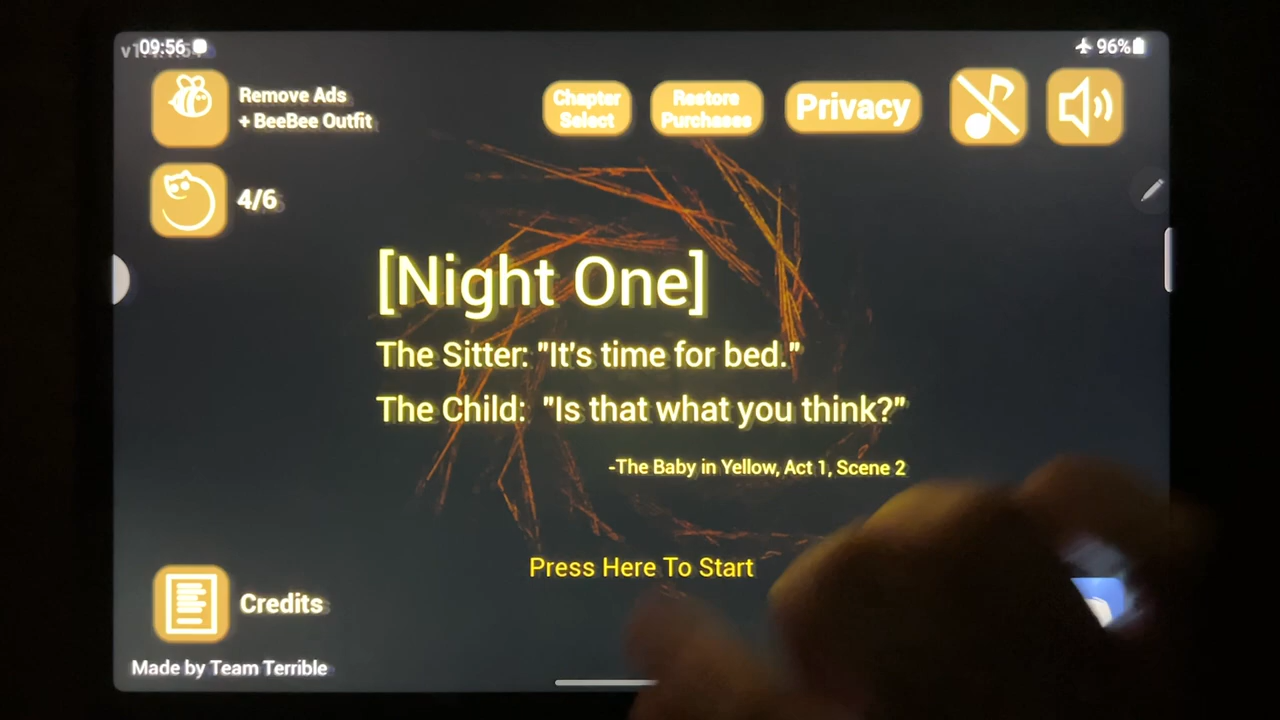 09:56
96%
Remove Ads
+ BeeBee Outfit
Chapter
Select
Restore
Purchases
Privacy
4/6
[Night One]
The Sitter: "It's time for bed."
The Child: "Is that what you think?"
-The Baby in Yellow, Act 1, Scene 2
Press Here To Start
Credits
Made by Team Terrible